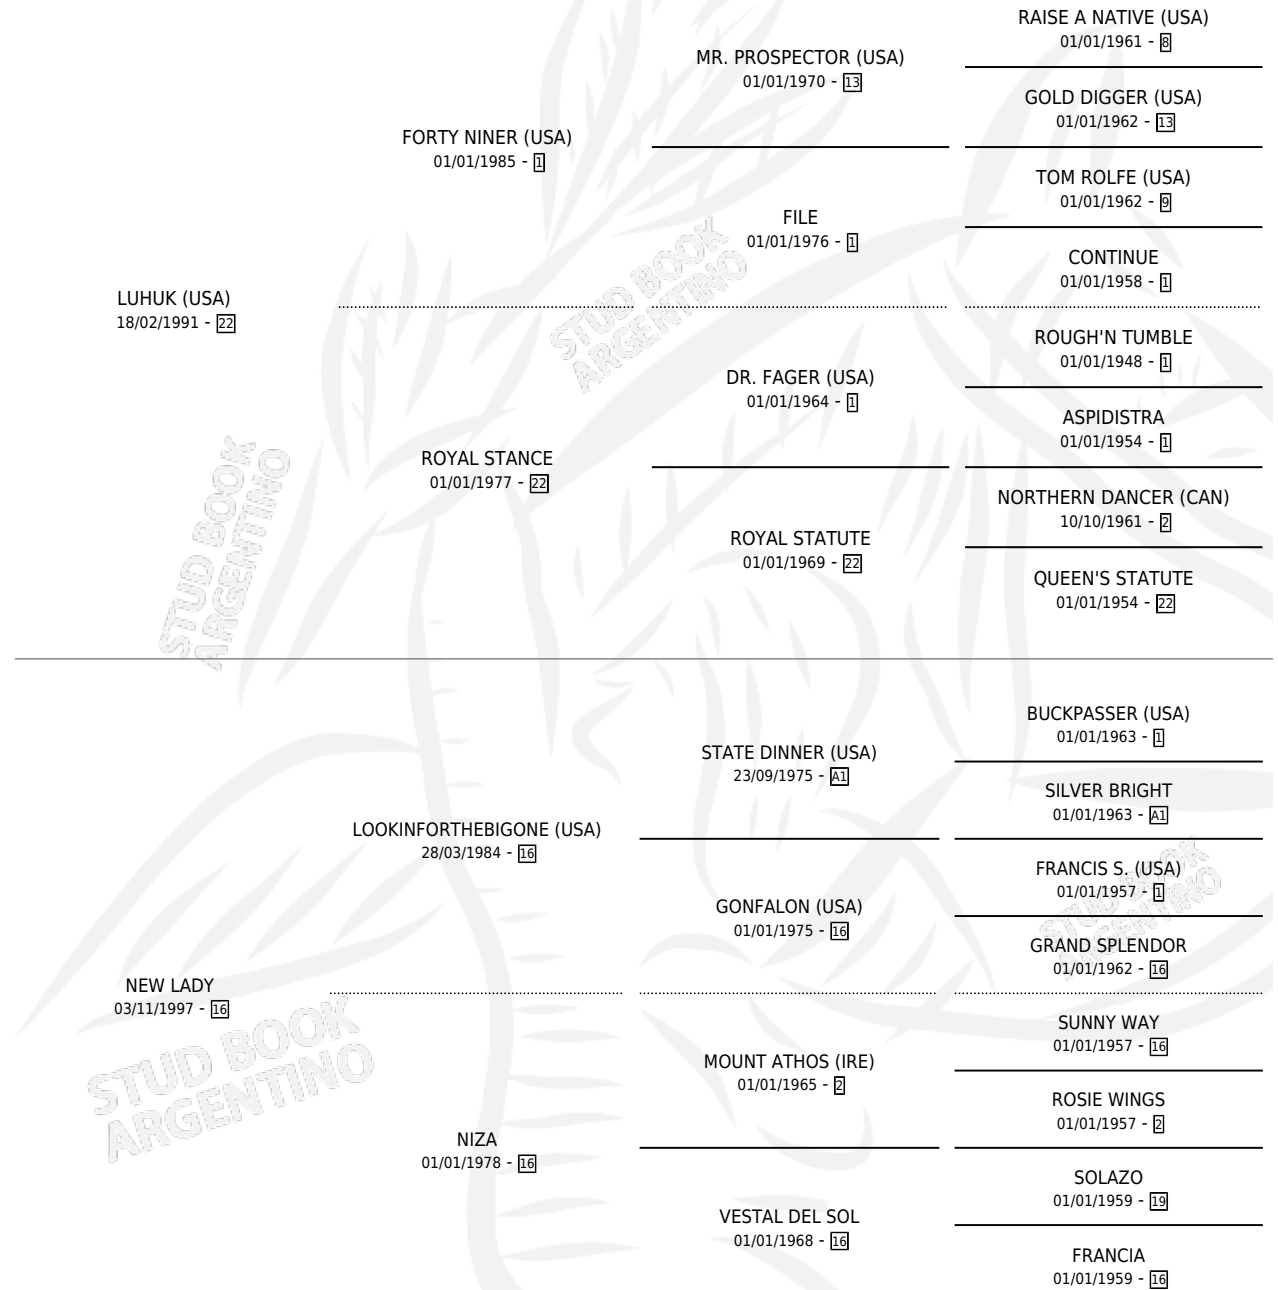 RAISE A NATIVE (USA)
01/01/1961 - 8
MR. PROSPECTOR (USA)
01/01/1970 - 13
GOLD DIGGER (USA)
01/01/1962 - 13
FORTY NINER (USA)
01/01/1985 - 1
TOM ROLFE (USA)
01/01/1962 - 9
FILE
01/01/1976 - 1
CONTINUE
01/01/1958 - 1
LUHUK (USA)
18/02/1991 - 22
STUD BOOK
ARGENTINO
ROUGH'N TUMBLE
01/01/1948 - 1
DR. FAGER (USA)
01/01/1964 - 1
ASPIDISTRA
01/01/1954 - 1
ROYAL STANCE
01/01/1977 - 22
NORTHERN DANCER (CAN)
10/10/1961 - 2
ROYAL STATUTE
01/01/1969 - 22
QUEEN'S STATUTE
01/01/1954 - 22
STUD BOOK
ARGENTINO
BUCKPASSER (USA)
01/01/1963 - 1
STATE DINNER (USA)
23/09/1975 - A1
SILVER BRIGHT
01/01/1963 - A1
LOOKINFORTHEBIGONE (USA)
28/03/1984 - 16
FRANCIS S. (USA)
01/01/1957 - 1
GONFALON (USA)
01/01/1975 - 16
GRAND SPLENDOR
01/01/1962 - 16
STUD BOOK
ARGENTINO
NEW LADY
03/11/1997 - 16
STUD BOOK
ARGENTINO
SUNNY WAY
01/01/1957 - 16
MOUNT ATHOS (IRE)
01/01/1965 - 2
ROSIE WINGS
01/01/1957 - 2
NIZA
01/01/1978 - 16
SOLAZO
01/01/1959 - 19
VESTAL DEL SOL
01/01/1968 - 16
FRANCIA
01/01/1959 - 16